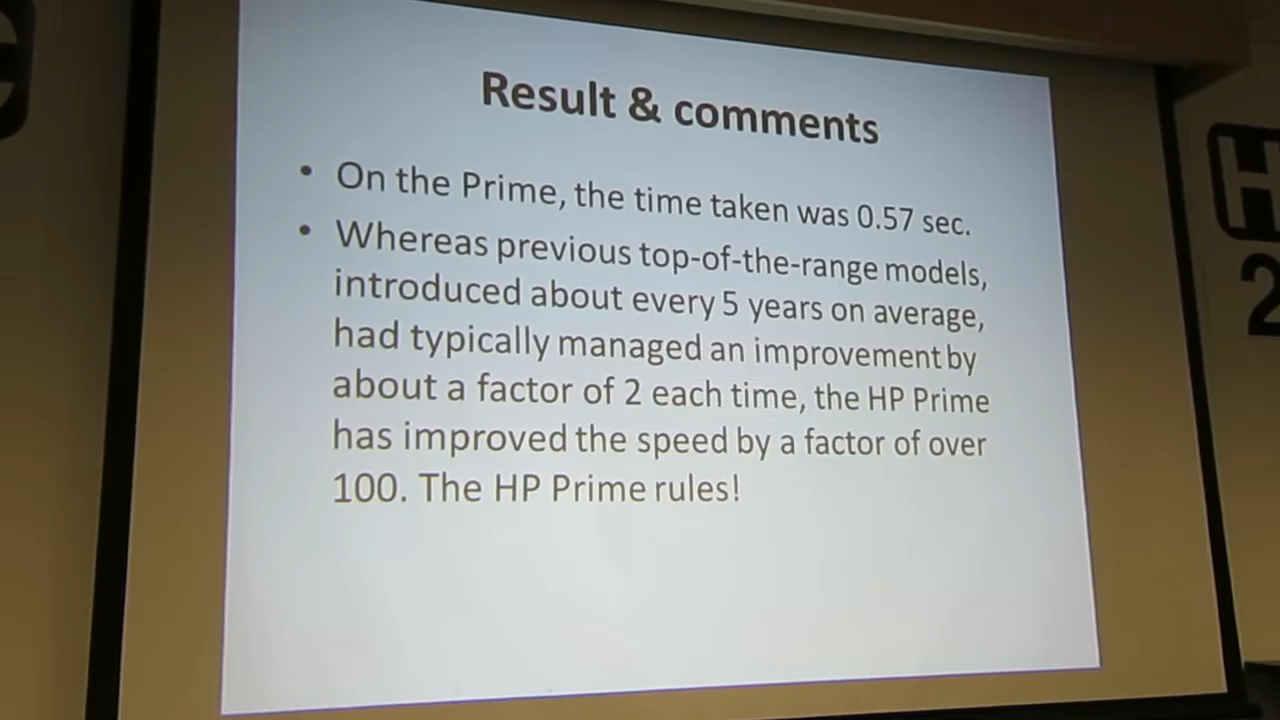 Result & comments
• On the Prime, the time taken was 0.57 sec.
• Whereas previous top-of-the-range models,
introduced about every 5 years on average,
had typically managed an improvement by
about a factor of 2 each time, the HP Prime
has improved the speed by a factor of over
100. The HP Prime rules!
H
2